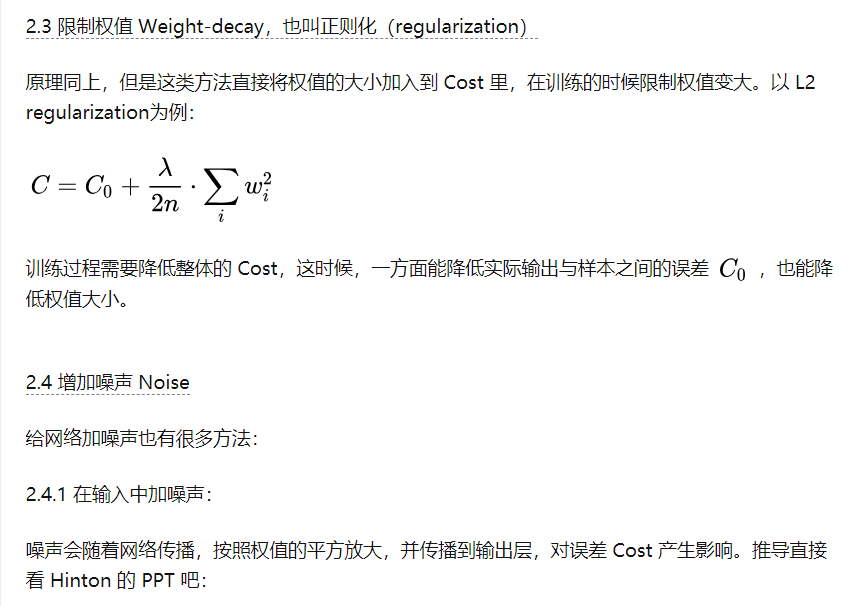 2.3 限制权值 Weight-decay，也叫正则化（regularization）
原理同上，但是这类方法直接将权值的大小加入到 Cost 里，在训练的时候限制权值变大。以 L2
regularization为例：
C = C₀ + λ/2n · ∑ᵢ wᵢ²
训练过程需要降低整体的 Cost，这时候，一方面能降低实际输出与样本之间的误差 C₀ ，也能降
低权值大小。
2.4 增加噪声 Noise
给网络加噪声也有很多方法：
2.4.1 在输入中加噪声：
噪声会随着网络传播，按照权值的平方放大，并传播到输出层，对误差 Cost 产生影响。推导直接
看 Hinton 的 PPT 吧：